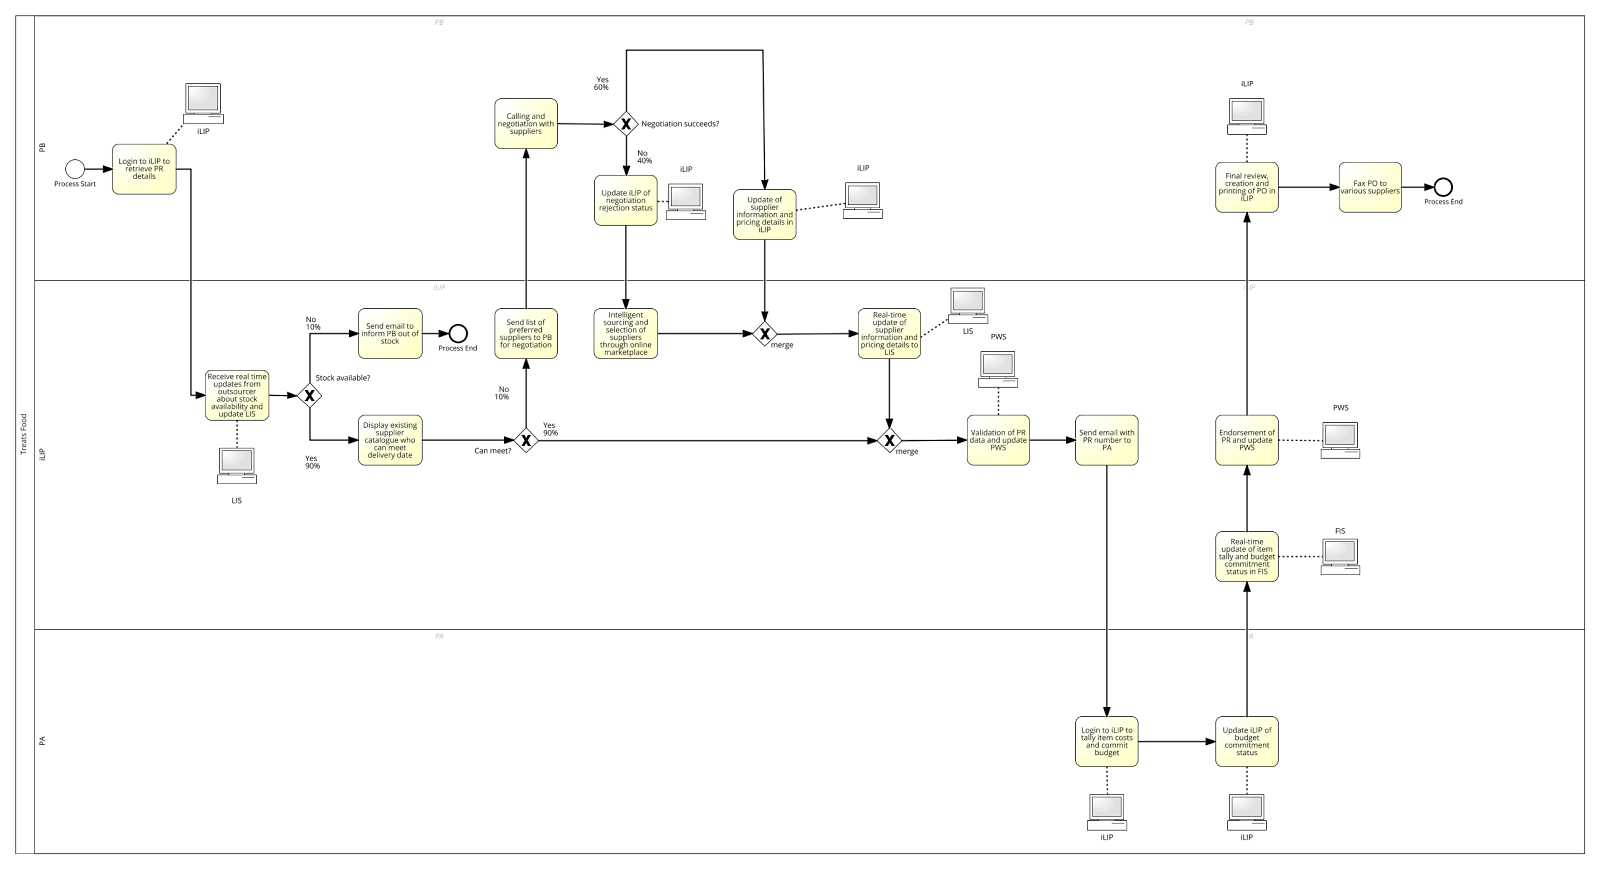 PB
PB
Treats Food
PB
Process Start
Login to iLIP to
retrieve PR
details
iLIP
Calling and
negotiation with
suppliers
Yes
60%
Negotiation succeeds?
No
40%
iLIP
Update iLIP of
negotiation
rejection status
Update of
supplier
information and
pricing details in
iLIP
iLIP
iLIP
Final review,
creation and
printing of PO in
iLIP
Fax PO to
various suppliers
Process End
iLIP
iLIP
iLIP
Receive real time
updates from
outsourcer
about stock
availability and
update LIS
LIS
Stock available?
No
10%
Send email to
inform PB out of
stock
Process End
Yes
90%
Display existing
supplier
catalogue who
can meet
delivery date
Can meet?
No
10%
Yes
90%
Send list of
preferred
suppliers to PB
for negotiation
Intelligent
sourcing and
selection of
suppliers
through online
marketplace
merge
Real-time
update of
supplier
information and
pricing details to
LIS
LIS
PWS
merge
Validation of PR
data and update
PWS
Send email with
PR number to
PA
Endorsement of
PR and update
PWS
PWS
Real-time
update of item
tally and budget
commitment
status in FIS
FIS
PA
PA
PA
Login to iLIP to
tally item costs
and commit
budget
iLIP
Update iLIP of
budget
commitment
status
iLIP